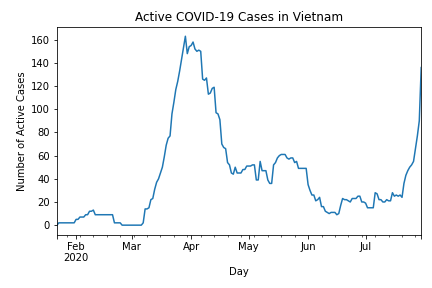 Active COVID-19 Cases in Vietnam
160
140
120
100
80
60
40
20
0
Number of Active Cases
Feb Mar Apr May Jun Jul
2020
Day